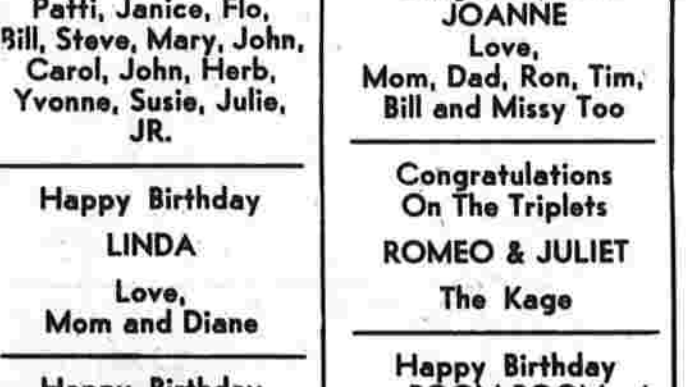 Patti, Janice, Flo,
Bill, Steve, Mary, John,
Carol, John, Herb,
Yvonne, Susie, Julie,
JR.
Happy Birthday
LINDA
Love,
Mom and Diane
Happy Birthday
JOANNE
Love,
Mom, Dad, Ron, Tim,
Bill and Missy Too
Congratulations
On The Triplets
ROMEO & JULIET
The Kage
Happy Birthday